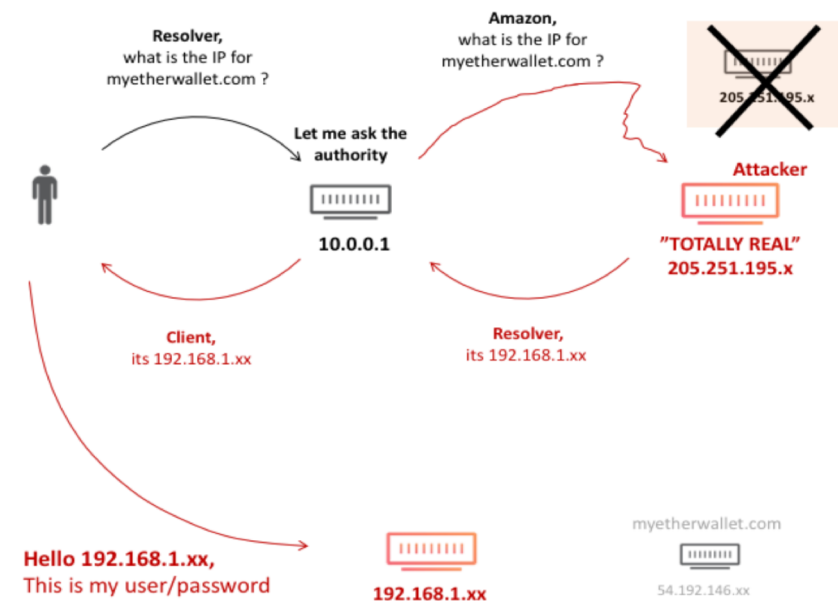 Resolver,
what is the IP for
myetherwallet.com ?
Amazon,
what is the IP for
myetherwallet.com ?
205.251.195.x
Let me ask the
authority
10.0.0.1
Attacker
”TOTALLY REAL”
205.251.195.x
Client,
its 192.168.1.xx
Resolver,
its 192.168.1.xx
Hello 192.168.1.xx,
This is my user/password
192.168.1.xx
myetherwallet.com
54.192.146.xx